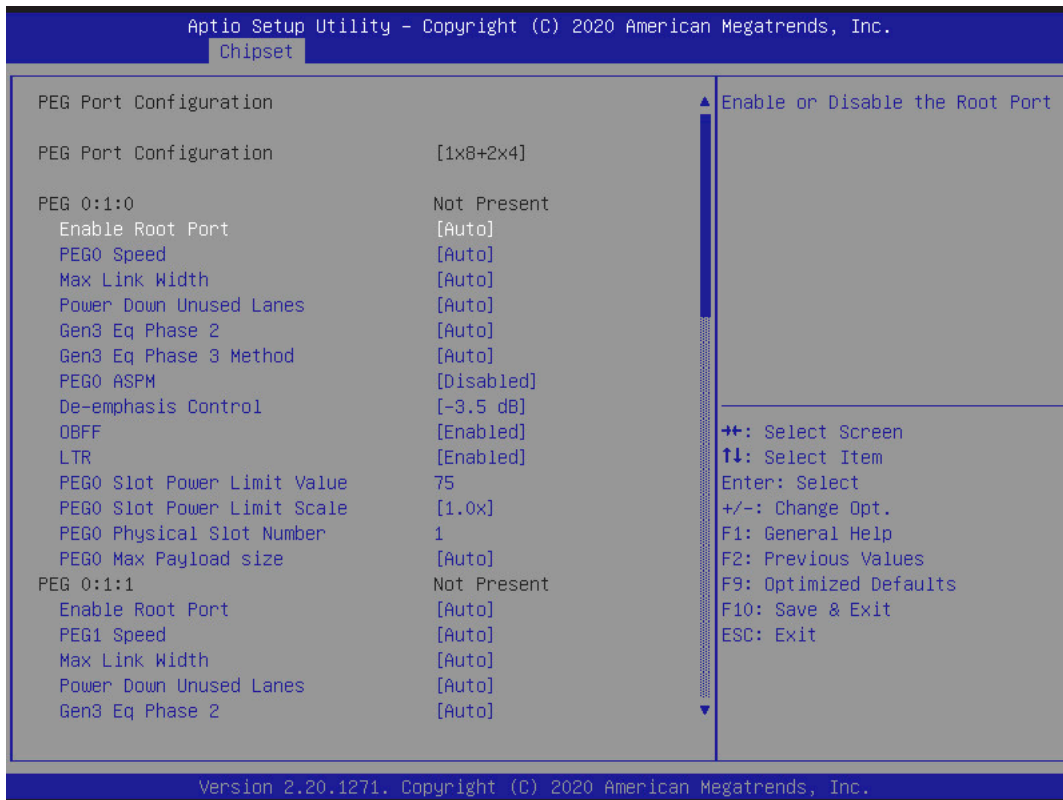 Aptio Setup Utility – Copyright (C) 2020 American Megatrends, Inc.
Chipset
PEG Port Configuration
PEG Port Configuration [1x8+2x4]
PEG 0:1:0 Not Present
Enable Root Port [Auto]
PEG0 Speed [Auto]
Max Link Width [Auto]
Power Down Unused Lanes [Auto]
Gen3 Eq Phase 2 [Auto]
Gen3 Eq Phase 3 Method [Auto]
PEG0 ASPM [Disabled]
De-emphasis Control [-3.5 dB]
OBFF [Enabled]
LTR [Enabled]
PEG0 Slot Power Limit Value 75
PEG0 Slot Power Limit Scale [1.0x]
PEG0 Physical Slot Number 1
PEG0 Max Payload size [Auto]
PEG 0:1:1 Not Present
Enable Root Port [Auto]
PEG1 Speed [Auto]
Max Link Width [Auto]
Power Down Unused Lanes [Auto]
Gen3 Eq Phase 2 [Auto]
Enable or Disable the Root Port
→←: Select Screen
↑↓: Select Item
Enter: Select
+/-: Change Opt.
F1: General Help
F2: Previous Values
F9: Optimized Defaults
F10: Save & Exit
ESC: Exit
Version 2.20.1271. Copyright (C) 2020 American Megatrends, Inc.